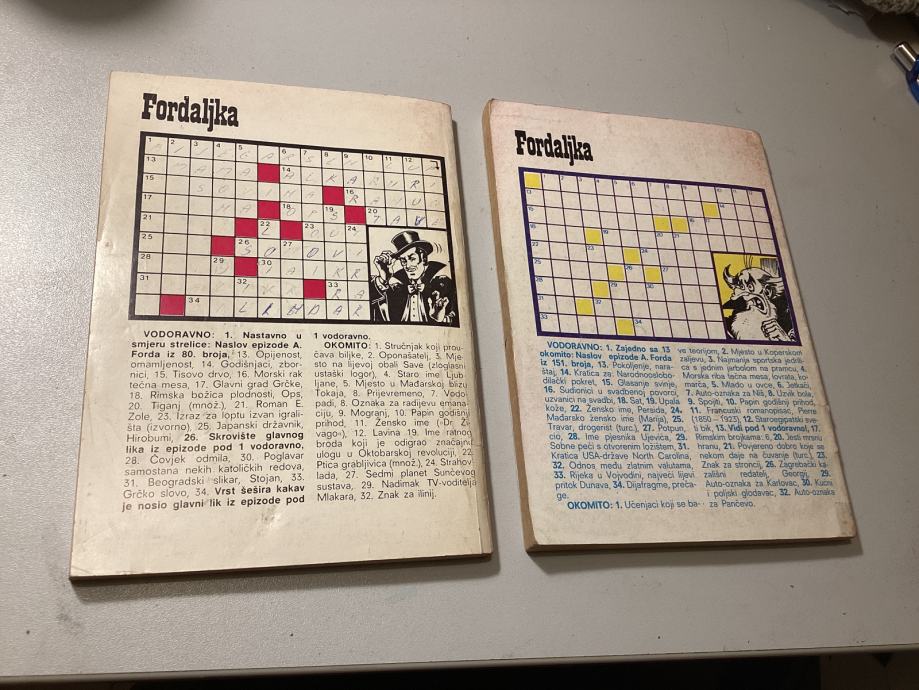 Fordaljka
VODORAVNO: 1. Nastavno u
smjeru strelice: Naslov epizode A.
Forda iz 80. broja, 13. Opijenost,
omamljenost, 14. Godišnjaci, zbor-
nici, 15. Tisovo drvo, 16. Morski rak
tečna mesa, 17. Glavni grad Grčke,
18. Rimska božica plodnosti, Ops,
20. Tiganj (množ.), 21. Roman E.
Zole, 23. Izraz za loptu izvan igrali-
šta (izvorno), 25. Japanski državnik,
Hirobumi, 26. Skrovište glavnog
lika iz epizode pod 1 vodoravno,
28. Čovjek odmila, 30. Poglavar
samostana nekih katoličkih redova,
31. Beogradski slikar, Stojan, 33.
Grčko slovo, 34. Vrst šešira kakav
je nosio glavni lik iz epizode pod
1 vodoravno.
OKOMITO: 1. Stručnjak koji prou-
čava biljke, 2. Oponašatelj, 3. Mje-
sto na lijevoj obali Save (zloglasni
ustaški logor), 4. Staro ime Ljub-
ljane, 5. Mjesto u Mađarskoj blizu
Tokaja, 6. Prijevremeno, 7. Vodo
padi, 8. Oznaka za radijevu emana
ciju, 9. Mogranj, 10. Papin godišnji
prihod, 11. Žensko ime (»Dr Ži-
vago«), 12. Lavina 19. Ime ratnog
broda koji je odigrao značajnu
ulogu u Oktobarskoj revoluciji, 22.
Ptica grabljivica (množ.), 24. Strahov
lada, 27. Sedmi planet Sunčevog
sustava, 29. Nadimak TV-voditelja
Mlakara, 32. Znak za ilinij.
Fordaljka
VODORAVNO: 1. Zajedno sa 13
okomito: Naslov epizode A. Forda
iz 151. broja, 13. Pokoljenje, nara-
štaj, 14. Kratica za: Narodnooslobo-
dilački pokret, 15. Glasanje svinje,
16. Sudionici u svadbenoj povorci,
uzvanici na svadbi, 18. Sat, 19. Upala
kože, 22. Žensko ime, Persida, 24.
Mađarsko žensko ime (Marija), 25.
Travar, drogerist (turc.), 27. Potpun,
cio, 28. Ime pjesnika Ujevića, 29.
Sobne peći s otvorenim ložištem, 31.
Kratica USA-države North Carolina,
32. Odnos među zlatnim valutama,
33. Rijeka u Vojvodini, najveći lijevi
pritok Dunava, 34. Dijafragme, preča-
ge.
OKOMITO: 1. Učenjaci koji se ba-
ve teorijom, 2. Mjesto u Koperskom
zaljevu, 3. Najmanja sportska jedrili-
ca s jednim jarbolom na pramcu, 4.
Morska riba tečna mesa, lovrata, ko-
marča, 5. Mlado u ovce, 6. Jetkači,
7. Auto-oznaka za Niš, 8. Uzvik bola,
9. Spojiti, 10. Papin godišnji prihod,
11. Francuski romanopisac, Pierre
(1850–1923), 12. Staroegipatski sve-
ti bik, 13. Vidi pod 1 vodoravno!, 17.
Rimskim brojkama: 6, 20. Jesti mrsnu
hranu, 21. Povjereno dobro koje se
nekom daje na čuvanje (turc.), 23.
Znak za stroncij, 26. Zagrebački ka-
zališni redatelj, Georgij, 29.
Auto-oznaka za Karlovac, 30. Kućni
i poljski glodavac, 32. Auto-oznaka
za Pančevo.